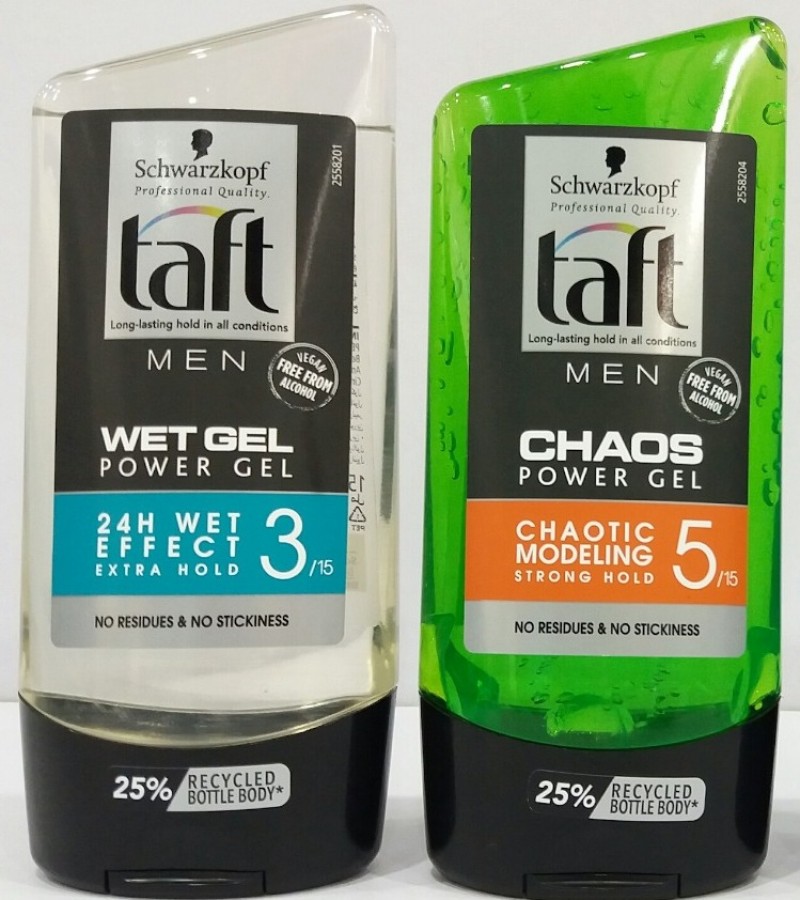 Schwarzkopf
Professional Quality.
2558201
taft
Long-lasting hold in all conditions
MEN
VEGAN
FREE FROM
ALCOHOL
WET GEL
POWER GEL
24H WET
EFFECT
EXTRA HOLD
3/15
NO RESIDUES & NO STICKINESS
25% RECYCLED
BOTTLE BODY*
Schwarzkopf
Professional Quality.
2558204
taft
Long-lasting hold in all conditions
MEN
VEGAN
FREE FROM
ALCOHOL
CHAOS
POWER GEL
CHAOTIC
MODELING
STRONG HOLD
5/15
NO RESIDUES & NO STICKINESS
25% RECYCLED
BOTTLE BODY*